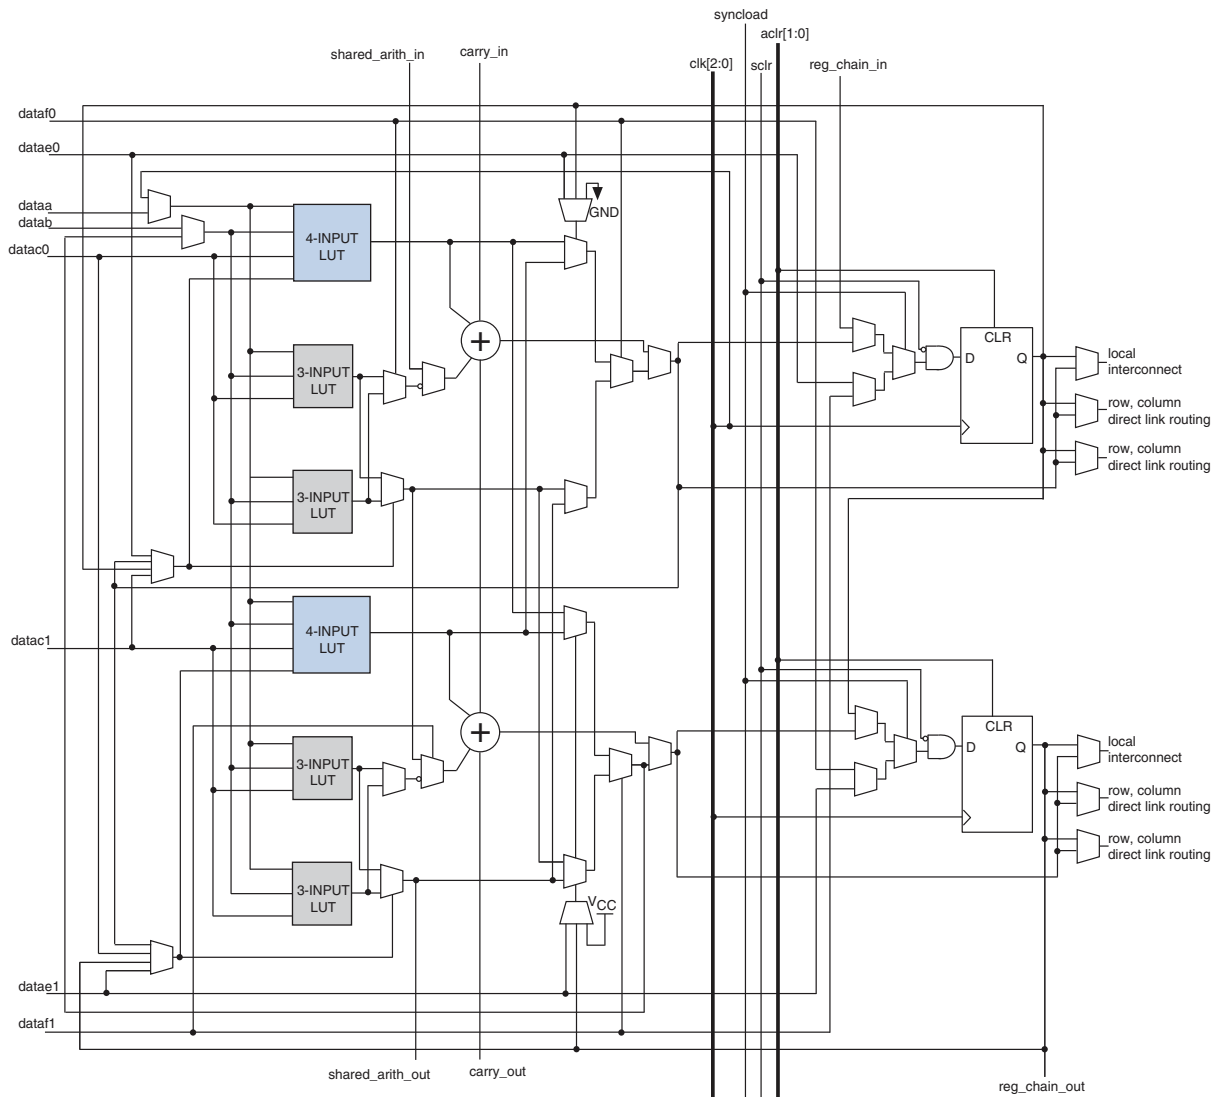 syncload
aclr[1:0]
shared_arith_in
carry_in
clk[2:0]
sclr
reg_chain_in
dataf0
datae0
dataa
datab
datac0
GND
4-INPUT
LUT
+
CLR
D
Q
local
interconnect
3-INPUT
LUT
row, column
direct link routing
row, column
direct link routing
3-INPUT
LUT
4-INPUT
LUT
datac1
+
CLR
D
Q
local
interconnect
3-INPUT
LUT
row, column
direct link routing
row, column
direct link routing
3-INPUT
LUT
VCC
datae1
dataf1
shared_arith_out
carry_out
reg_chain_out